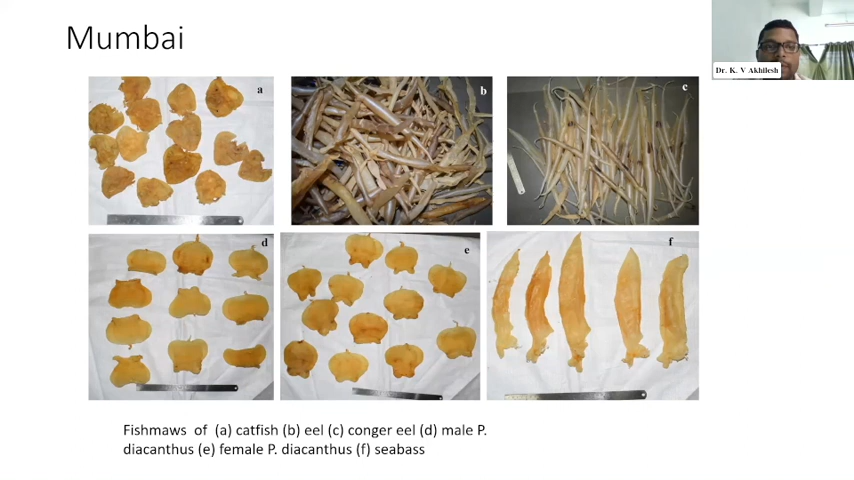 Mumbai
Dr. K. V Akhilesh
a
b
c
d
e
f
Fishmaws of (a) catfish (b) eel (c) conger eel (d) male P.
diacanthus (e) female P. diacanthus (f) seabass